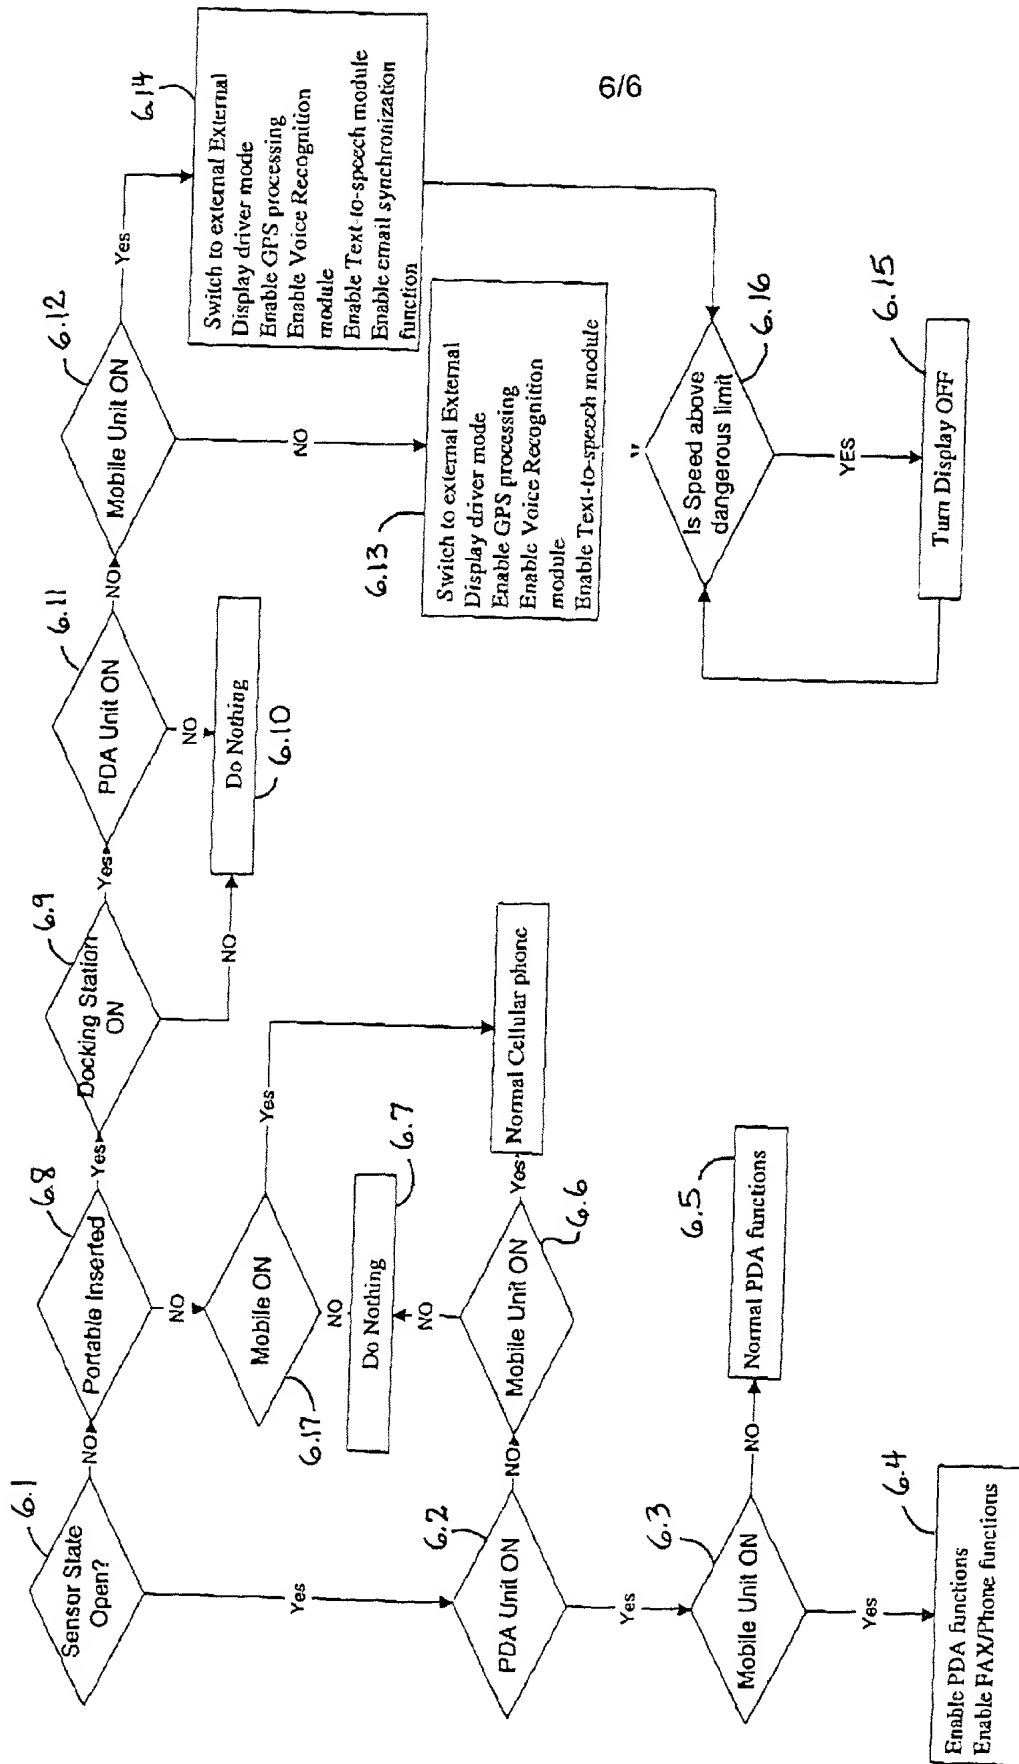 6/6
6.1
Sensor State
Open?
NO
Yes
6.8
Portable Inserted
Yes
NO
6.9
Docking Station
ON
Yes
NO
6.11
PDA Unit ON
NO
NO
Do Nothing
6.10
6.12
Mobile Unit ON
Yes
NO
6.14
Switch to external External
Display driver mode
Enable GPS processing
Enable Voice Recognition
module
Enable Text-to-speech module
Enable email synchronization
function
6.13
Switch to external External
Display driver mode
Enable GPS processing
Enable Voice Recognition
module
Enable Text-to-speech module
Is Speed above
dangerous limit
6.16
YES
6.15
Turn Display OFF
Mobile ON
6.17
Yes
NO
Do Nothing
6.7
NO
6.2
PDA Unit ON
NO
Yes
Mobile Unit ON
6.6
Yes
Normal Cellular phone
6.3
Mobile Unit ON
NO
Yes
6.5
Normal PDA functions
6.4
Enable PDA functions
Enable FAX/Phone functions